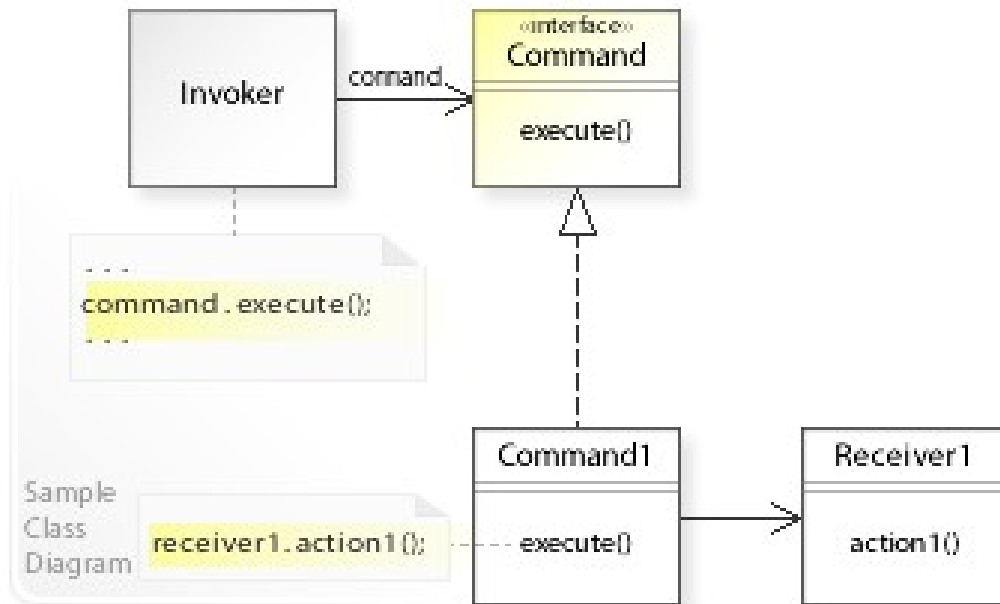 Invoker
command
«interface»
Command
execute()
- - -
command.execute();
- - -
Command1
execute()
Receiver1
action1()
Sample
Class
Diagram
receiver1.action1();